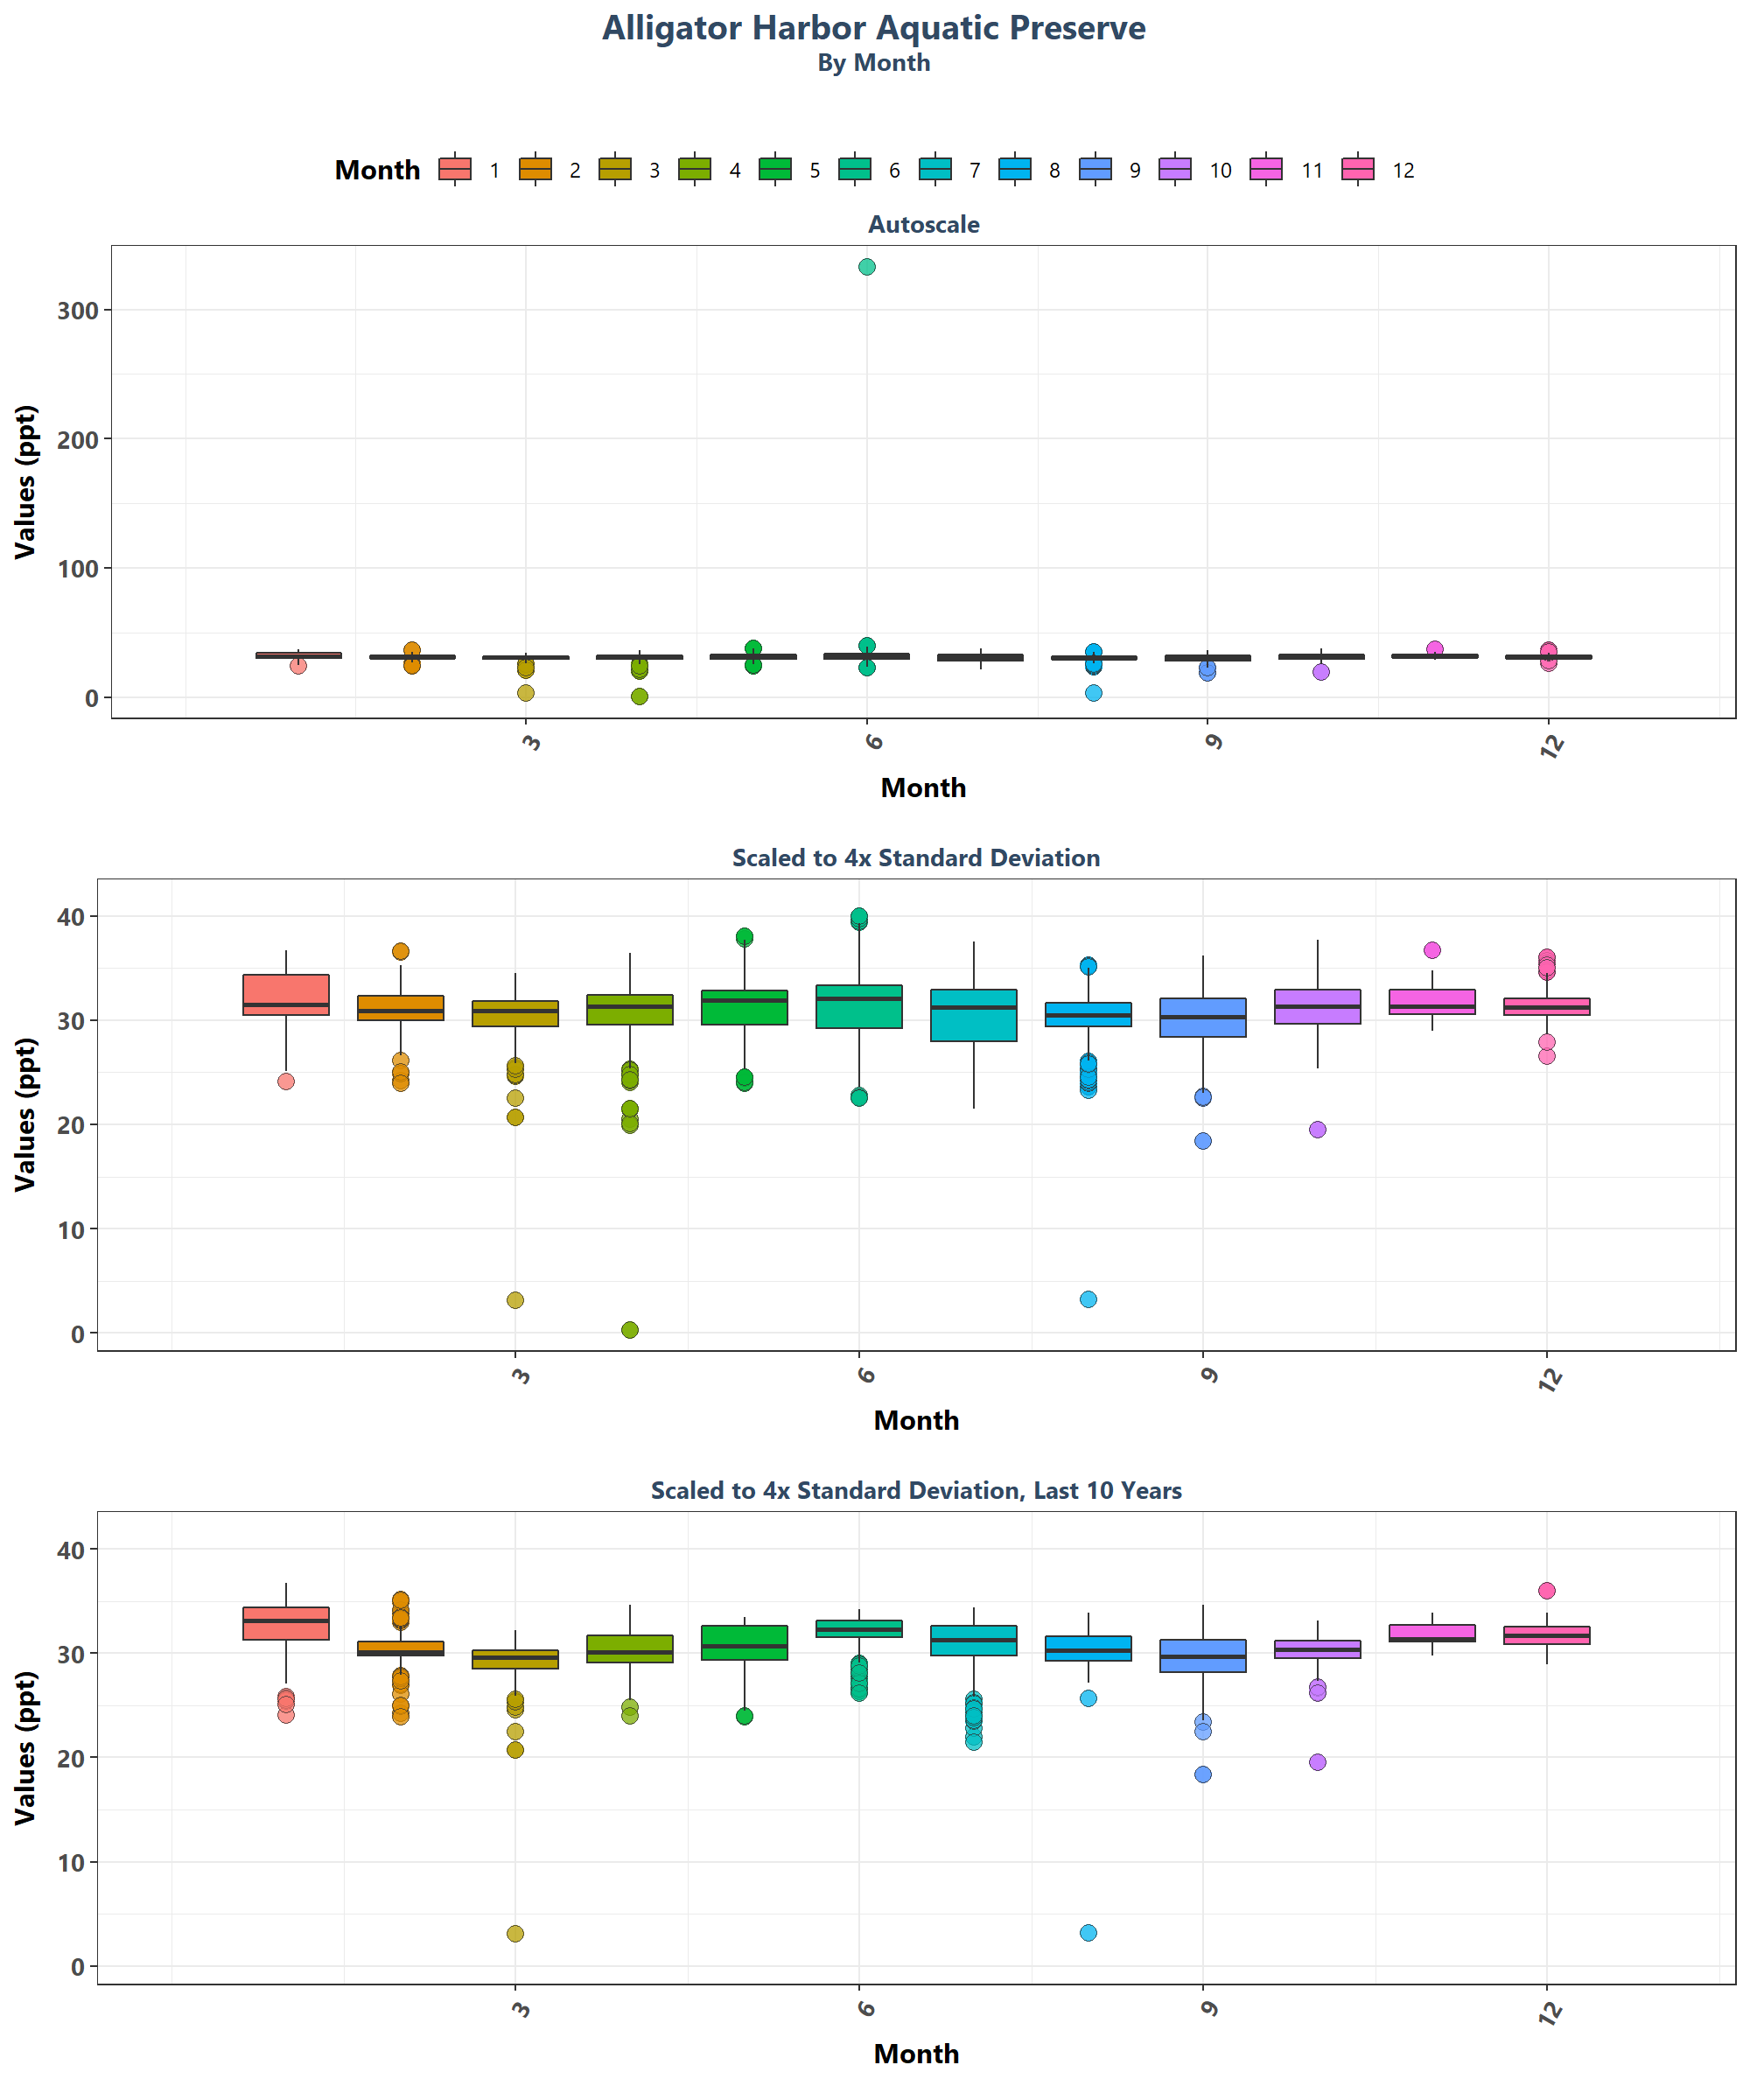 Alligator Harbor Aquatic Preserve
By Month
Month 1 2 3 4 5 6 7 8 9 10 11 12
Autoscale
Values (ppt)
300
200
100
0
3 6 9 12
Month
Scaled to 4x Standard Deviation
Values (ppt)
40
30
20
10
0
3 6 9 12
Month
Scaled to 4x Standard Deviation, Last 10 Years
Values (ppt)
40
30
20
10
0
3 6 9 12
Month